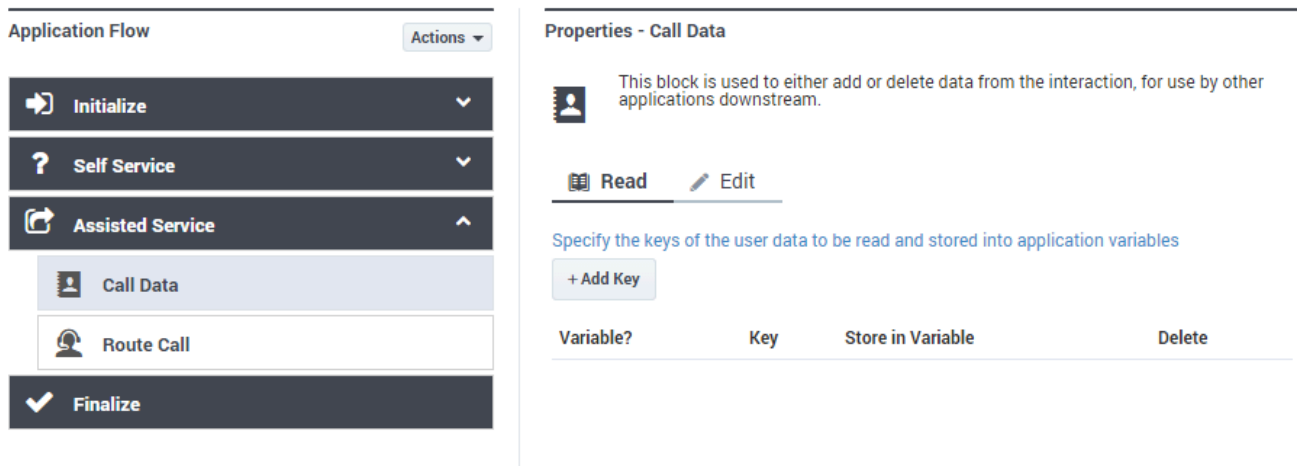 Application Flow
Actions
Initialize
Self Service
Assisted Service
Call Data
Route Call
Finalize
Properties - Call Data
This block is used to either add or delete data from the interaction, for use by other
applications downstream.
Read Edit
Specify the keys of the user data to be read and stored into application variables
+ Add Key
Variable? Key Store in Variable Delete